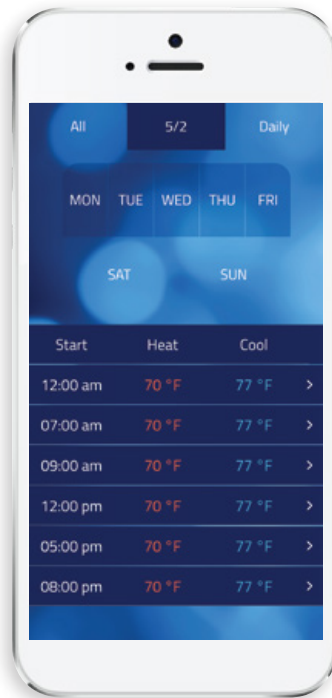 All 5/2 Daily
MON TUE WED THU FRI
SAT SUN
Start Heat Cool
12:00 am 70 °F 77 °F >
07:00 am 70 °F 77 °F >
09:00 am 70 °F 77 °F >
12:00 pm 70 °F 77 °F >
05:00 pm 70 °F 77 °F >
08:00 pm 70 °F 77 °F >